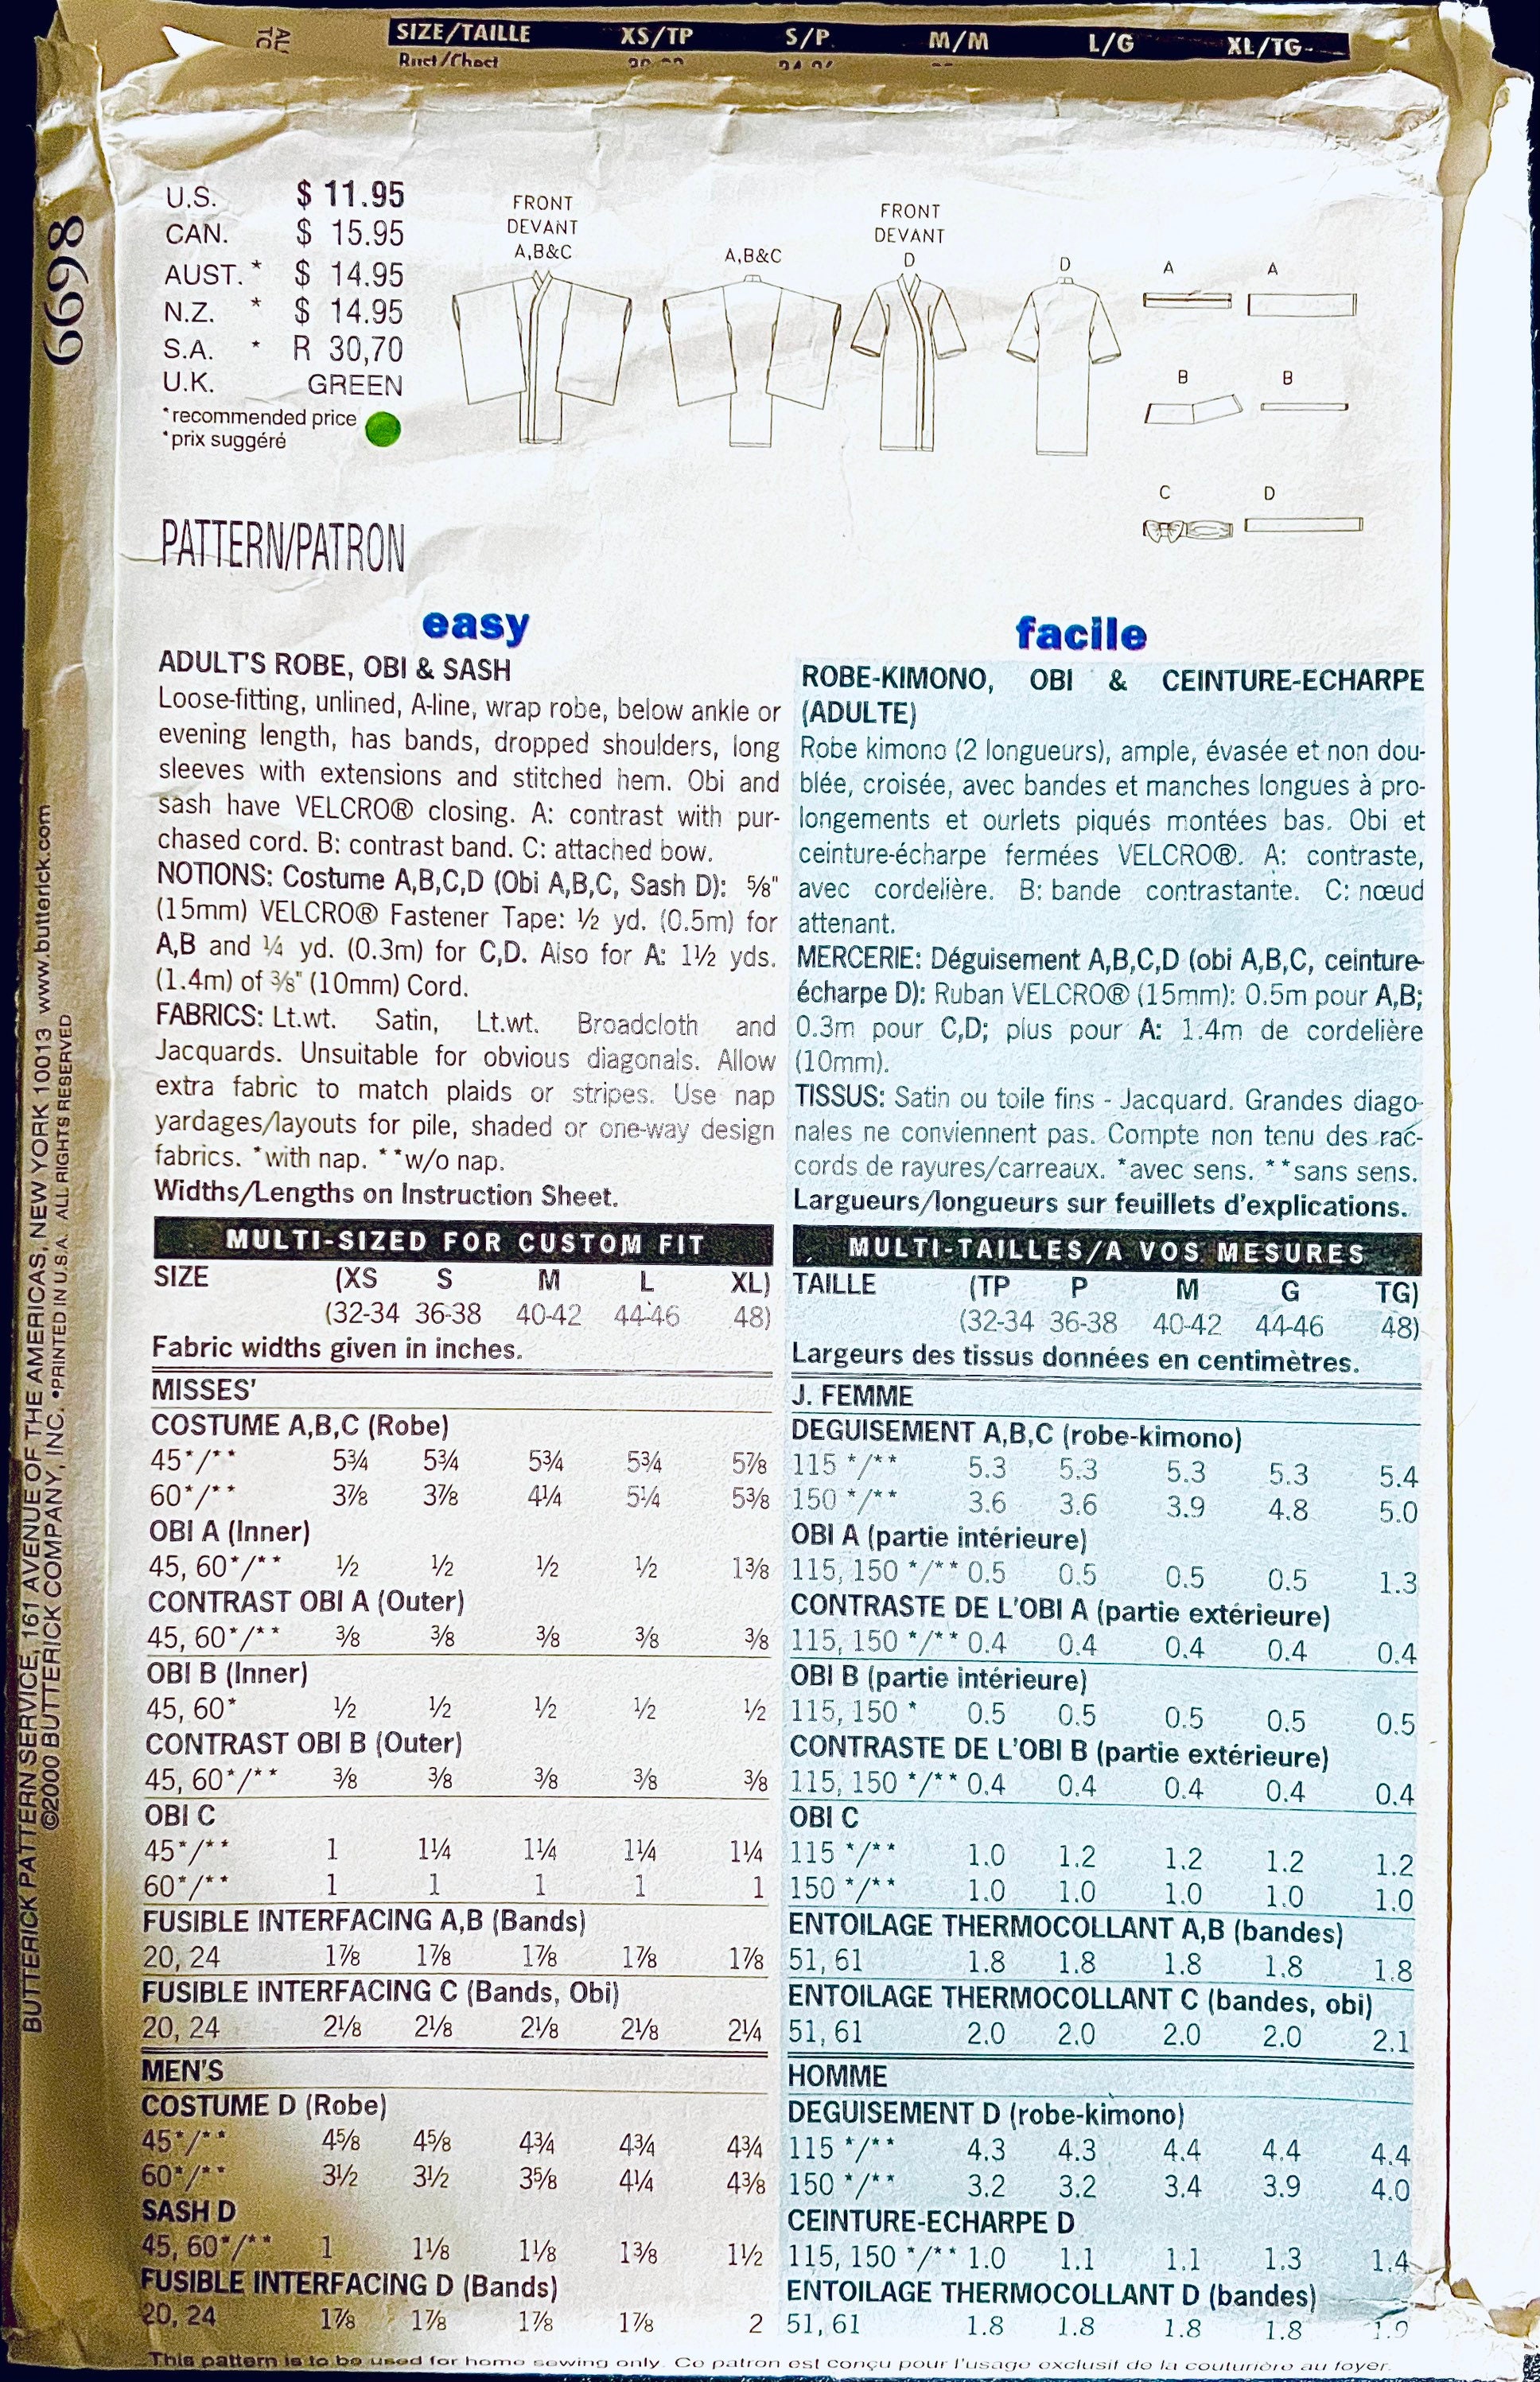 SIZE/TAILLE XS/TP S/P M/M L/G XL/TG
Bust/Chest
6698
U.S. $ 11.95
CAN. $ 15.95
AUST. * $ 14.95
N.Z. * $ 14.95
S.A. * R 30,70
U.K. GREEN
*recommended price
*prix suggéré
FRONT
DEVANT
A,B&C
A,B&C
FRONT
DEVANT
D
D
A A
B B
C D
PATTERN/PATRON
easy
ADULT'S ROBE, OBI & SASH
Loose-fitting, unlined, A-line, wrap robe, below ankle or
evening length, has bands, dropped shoulders, long
sleeves with extensions and stitched hem. Obi and
sash have VELCRO® closing. A: contrast with pur-
chased cord. B: contrast band. C: attached bow.
NOTIONS: Costume A,B,C,D (Obi A,B,C, Sash D): ⅝"
(15mm) VELCRO® Fastener Tape: ½ yd. (0.5m) for
A,B and ¼ yd. (0.3m) for C,D. Also for A: 1½ yds.
(1.4m) of ⅜" (10mm) Cord.
FABRICS: Lt.wt. Satin, Lt.wt. Broadcloth and
Jacquards. Unsuitable for obvious diagonals. Allow
extra fabric to match plaids or stripes. Use nap
yardages/layouts for pile, shaded or one-way design
fabrics. *with nap. **w/o nap.
Widths/Lengths on Instruction Sheet.
MULTI-SIZED FOR CUSTOM FIT
SIZE (XS S M L XL)
(32-34 36-38 40-42 44-46 48)
Fabric widths given in inches.
MISSES'
COSTUME A,B,C (Robe)
45*/** 5¾ 5¾ 5¾ 5¾ 5⅞
60*/** 3⅞ 3⅞ 4¼ 5¼ 5⅜
OBI A (Inner)
45, 60*/** ½ ½ ½ ½ 1⅜
CONTRAST OBI A (Outer)
45, 60*/** ⅜ ⅜ ⅜ ⅜ ⅜
OBI B (Inner)
45, 60* ½ ½ ½ ½ ½
CONTRAST OBI B (Outer)
45, 60*/** ⅜ ⅜ ⅜ ⅜ ⅜
OBI C
45*/** 1 1¼ 1¼ 1¼ 1¼
60*/** 1 1 1 1 1
FUSIBLE INTERFACING A,B (Bands)
20, 24 1⅞ 1⅞ 1⅞ 1⅞ 1⅞
FUSIBLE INTERFACING C (Bands, Obi)
20, 24 2⅛ 2⅛ 2⅛ 2⅛ 2¼
MEN'S
COSTUME D (Robe)
45*/** 4⅝ 4⅝ 4¾ 4¾ 4¾
60*/** 3½ 3½ 3⅝ 4¼ 4⅜
SASH D
45, 60*/** 1 1⅛ 1⅛ 1⅜ 1½
FUSIBLE INTERFACING D (Bands)
20, 24 1⅞ 1⅞ 1⅞ 1⅞ 2
facile
ROBE-KIMONO, OBI & CEINTURE-ECHARPE
(ADULTE)
Robe kimono (2 longueurs), ample, évasée et non dou-
blée, croisée, avec bandes et manches longues à pro-
longements et ourlets piqués montées bas. Obi et
ceinture-écharpe fermées VELCRO®. A: contraste,
avec cordelière. B: bande contrastante. C: nœud
attenant.
MERCERIE: Déguisement A,B,C,D (obi A,B,C, ceinture-
écharpe D): Ruban VELCRO® (15mm): 0.5m pour A,B;
0.3m pour C,D; plus pour A: 1.4m de cordelière
(10mm).
TISSUS: Satin ou toile fins - Jacquard. Grandes diago-
nales ne conviennent pas. Compte non tenu des rac-
cords de rayures/carreaux. *avec sens. **sans sens.
Largueurs/longueurs sur feuillets d'explications.
MULTI-TAILLES/A VOS MESURES
TAILLE (TP P M G TG)
(32-34 36-38 40-42 44-46 48)
Largeurs des tissus données en centimètres.
J. FEMME
DEGUISEMENT A,B,C (robe-kimono)
115 */** 5.3 5.3 5.3 5.3 5.4
150 */** 3.6 3.6 3.9 4.8 5.0
OBI A (partie intérieure)
115, 150 */** 0.5 0.5 0.5 0.5 1.3
CONTRASTE DE L'OBI A (partie extérieure)
115, 150 */** 0.4 0.4 0.4 0.4 0.4
OBI B (partie intérieure)
115, 150 * 0.5 0.5 0.5 0.5 0.5
CONTRASTE DE L'OBI B (partie extérieure)
115, 150 */** 0.4 0.4 0.4 0.4 0.4
OBI C
115 */** 1.0 1.2 1.2 1.2 1.2
150 */** 1.0 1.0 1.0 1.0 1.0
ENTOILAGE THERMOCOLLANT A,B (bandes)
51, 61 1.8 1.8 1.8 1.8 1.8
ENTOILAGE THERMOCOLLANT C (bandes, obi)
51, 61 2.0 2.0 2.0 2.0 2.1
HOMME
DEGUISEMENT D (robe-kimono)
115 */** 4.3 4.3 4.4 4.4 4.4
150 */** 3.2 3.2 3.4 3.9 4.0
CEINTURE-ECHARPE D
115, 150 */** 1.0 1.1 1.1 1.3 1.4
ENTOILAGE THERMOCOLLANT D (bandes)
51, 61 1.8 1.8 1.8 1.8 1.9
This pattern is to be used for home sewing only. Ce patron est conçu pour l'usage exclusif de la couturière au foyer.
BUTTERICK PATTERN SERVICE, 161 AVENUE OF THE AMERICAS, NEW YORK 10013 www.butterick.com
©2000 BUTTERICK COMPANY, INC. •PRINTED IN U.S.A. ALL RIGHTS RESERVED